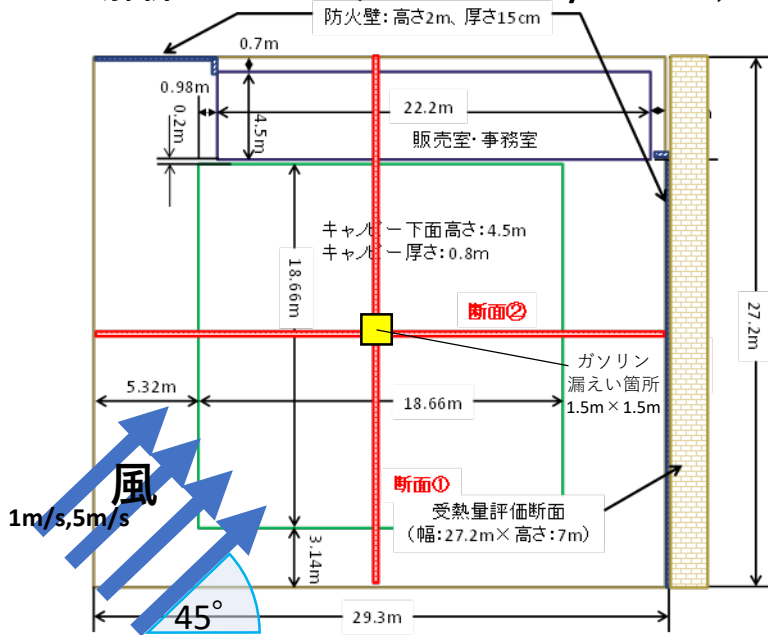 防火壁:高さ2m、厚さ15cm
0.7m
0.98m
0.2m
4.5m
22.2m
販売室・事務室
キャノピー下面高さ:4.5m
キャノピー厚さ:0.8m
18.66m
断面②
27.2m
ガソリン
漏えい箇所
1.5m×1.5m
5.32m
18.66m
風
1m/s,5m/s
断面①
受熱量評価断面
(幅:27.2m×高さ:7m)
3.14m
45°
29.3m